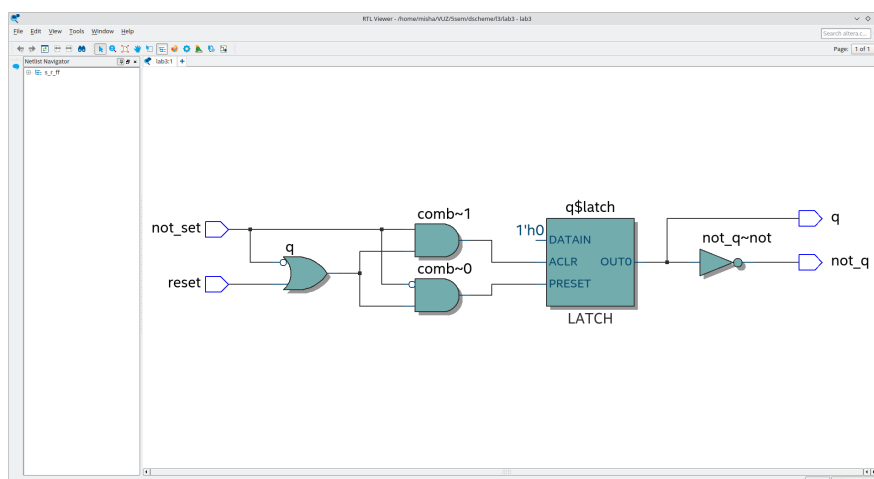 RTL Viewer - /home/misha/VUZ/5sem/dscheme/l3/lab3 - lab3
File Edit View Tools Window Help
Search altera.c...
Page: 1 of 1
Netlist Navigator
lab3:1
s_r_ff
not_set
reset
q
comb~1
comb~0
q$latch
1'h0
DATAIN
ACLR
OUT0
PRESET
LATCH
not_q~not
q
not_q